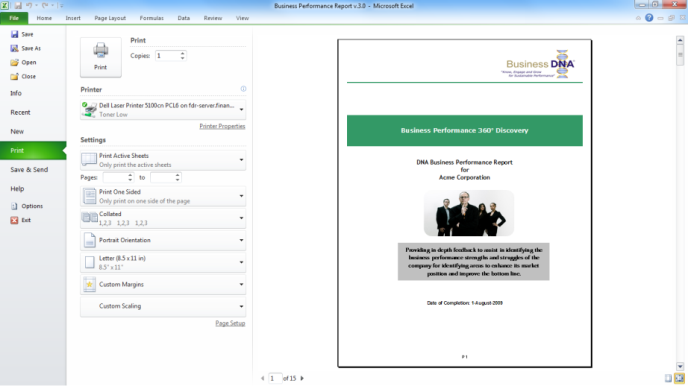 Business Performance Report v.3.0 - Microsoft Excel
File Home Insert Page Layout Formulas Data Review View
Save
Save As
Open
Close
Info
Recent
New
Print
Save & Send
Help
Options
Exit
Print
Print
Copies: 1
Printer
Dell Laser Printer 5100cn PCL6 on fdr-server.finan...
Toner Low
Printer Properties
Settings
Print Active Sheets
Only print the active sheets
Pages: to
Print One Sided
Only print on one side of the page
Collated
1,2,3 1,2,3 1,2,3
Portrait Orientation
Letter (8.5 x 11 in)
8.5" x 11"
Custom Margins
Custom Scaling
Page Setup
Business DNA
"Know, Engage and Grow
for Sustainable Performance"
Business Performance 360° Discovery
DNA Business Performance Report
for
Acme Corporation
Providing in-depth feedback to assist in identifying the
business performance strengths and struggles of the
company for identifying areas to enhance its market
position and improve the bottom line.
Date of Completion: 1-August-2009
1 of 15